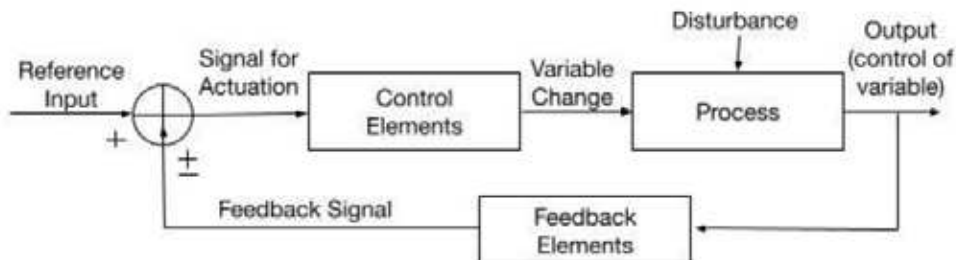 Disturbance
Output
(control of
variable)
Reference
Input
Signal for
Actuation
Control
Elements
Variable
Change
Process
+
±
Feedback Signal
Feedback
Elements